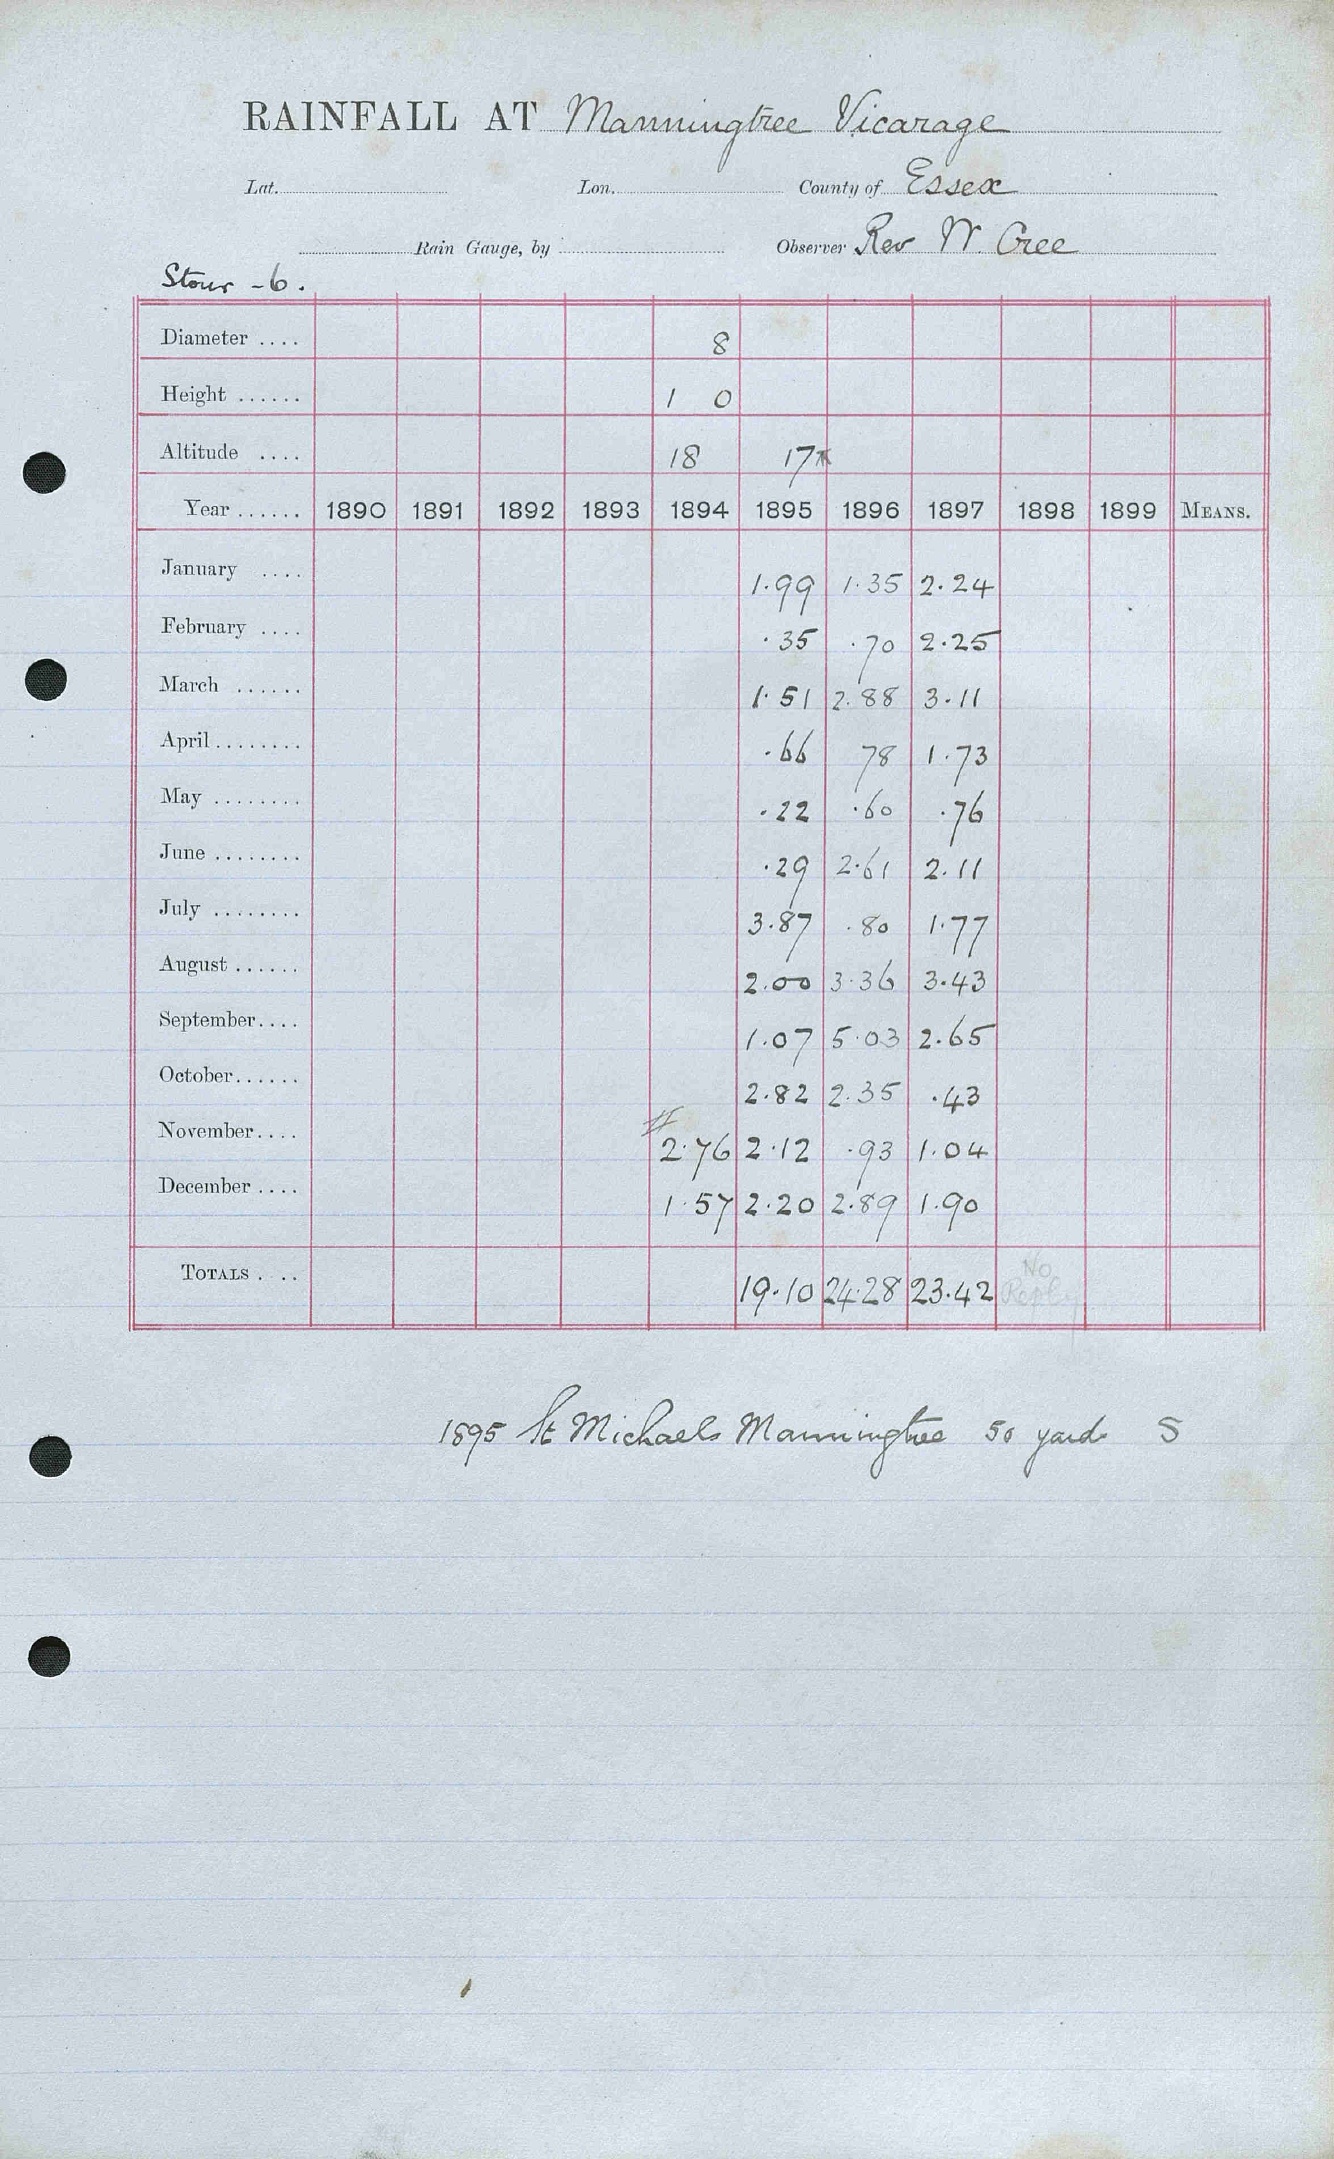 RAINFALL AT Manningtree Vicarage
Lat. Lon. County of Essex
Rain Gauge, by Observer Rev W. Cree
Stour - 6.
Diameter .... 8
Height ...... 1 0
Altitude .... 18 17*
Year ...... 1890 1891 1892 1893 1894 1895 1896 1897 1898 1899 MEANS.
January .... 1.99 1.35 2.24
February .... .35 .70 2.25
March ...... 1.51 2.88 3.11
April ........ .66 78 1.73
May ........ .22 .60 .76
June ........ .29 2.61 2.11
July ........ 3.87 .80 1.77
August ...... 2.00 3.36 3.43
September.... 1.07 5.03 2.65
October...... 2.82 2.35 .43
November.... # 2.76 2.12 .93 1.04
December .... 1.57 2.20 2.89 1.90
TOTALS .... 19.10 24.28 23.42 No Reply
1895 St Michaels Manningtree 50 yards S